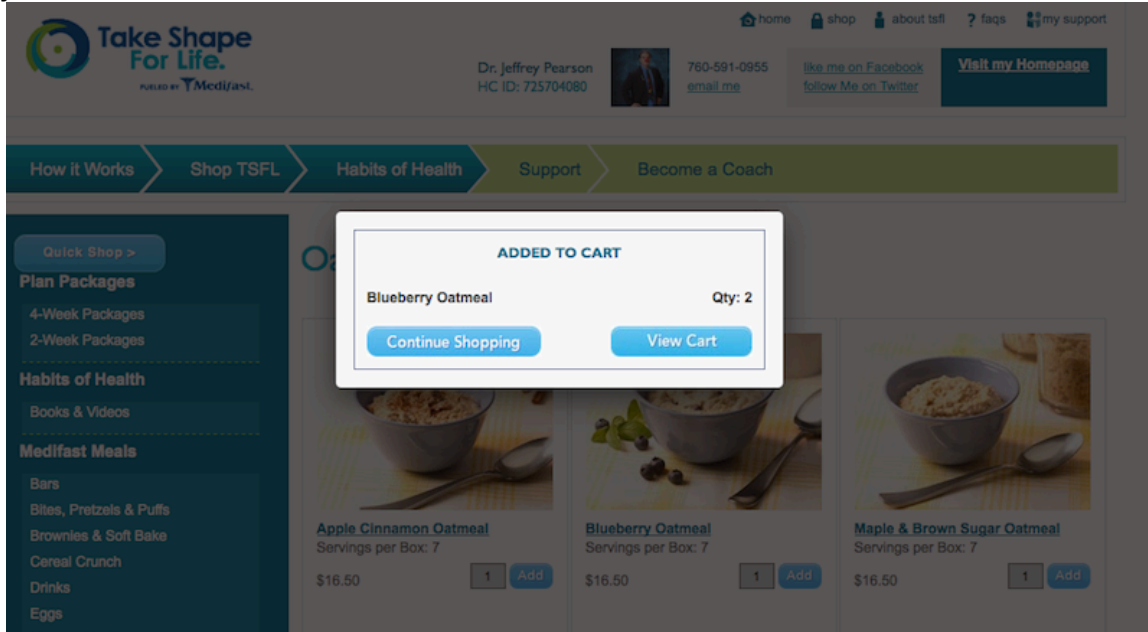 home shop about tsfl ? faqs my support
Take Shape
For Life.
FUELED BY Medifast.
Dr. Jeffrey Pearson
HC ID: 725704080
760-591-0955
email me
like me on Facebook
follow Me on Twitter
Visit my Homepage
How it Works Shop TSFL Habits of Health Support Become a Coach
Quick Shop >
Plan Packages
4-Week Packages
2-Week Packages
Habits of Health
Books & Videos
Medifast Meals
Bars
Bites, Pretzels & Puffs
Brownies & Soft Bake
Cereal Crunch
Drinks
Eggs
ADDED TO CART
Blueberry Oatmeal Qty: 2
Continue Shopping View Cart
Apple Cinnamon Oatmeal
Servings per Box: 7
$16.50 1 Add
Blueberry Oatmeal
Servings per Box: 7
$16.50 1 Add
Maple & Brown Sugar Oatmeal
Servings per Box: 7
$16.50 1 Add